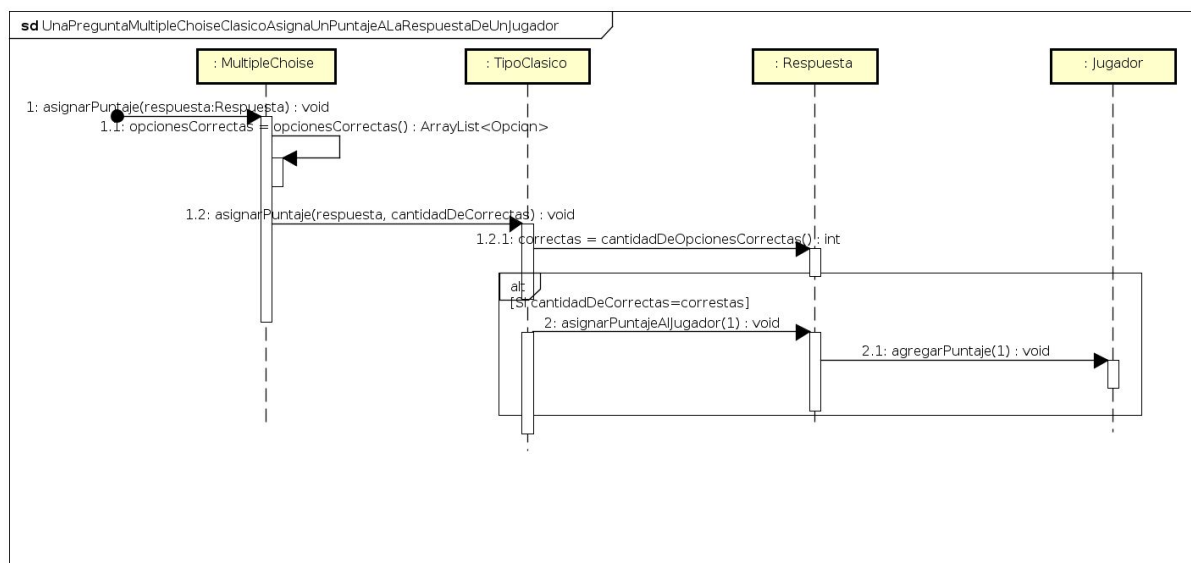 sd UnaPreguntaMultipleChoiseClasicoAsignaUnPuntajeALaRespuestaDeUnJugador
: MultipleChoise
: TipoClasico
: Respuesta
: Jugador
1: asignarPuntaje(respuesta:Respuesta) : void
1.1: opcionesCorrectas = opcionesCorrectas() : ArrayList<Opcion>
1.2: asignarPuntaje(respuesta, cantidadDeCorrectas) : void
1.2.1: correctas = cantidadDeOpcionesCorrectas() : int
alt
[Si cantidadDeCorrectas=correstas]
2: asignarPuntajeAlJugador(1) : void
2.1: agregarPuntaje(1) : void